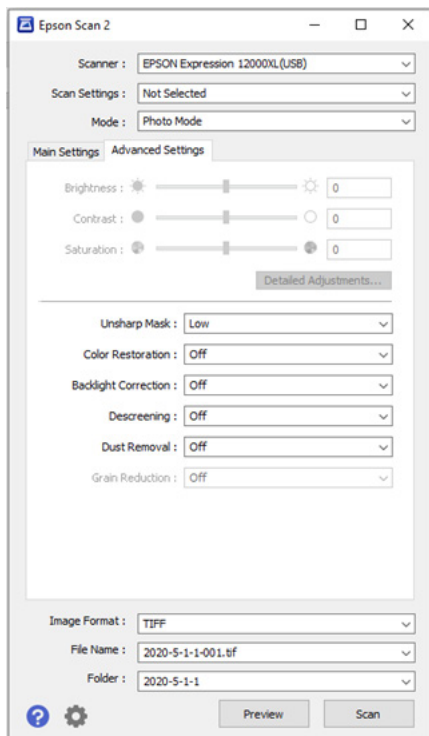 Epson Scan 2
Scanner : EPSON Expression 12000XL(USB)
Scan Settings : Not Selected
Mode : Photo Mode
Main Settings Advanced Settings
Brightness : 0
Contrast : 0
Saturation : 0
Detailed Adjustments...
Unsharp Mask : Low
Color Restoration : Off
Backlight Correction : Off
Descreening : Off
Dust Removal : Off
Grain Reduction : Off
Image Format : TIFF
File Name : 2020-5-1-1-001.tif
Folder : 2020-5-1-1
? Preview Scan